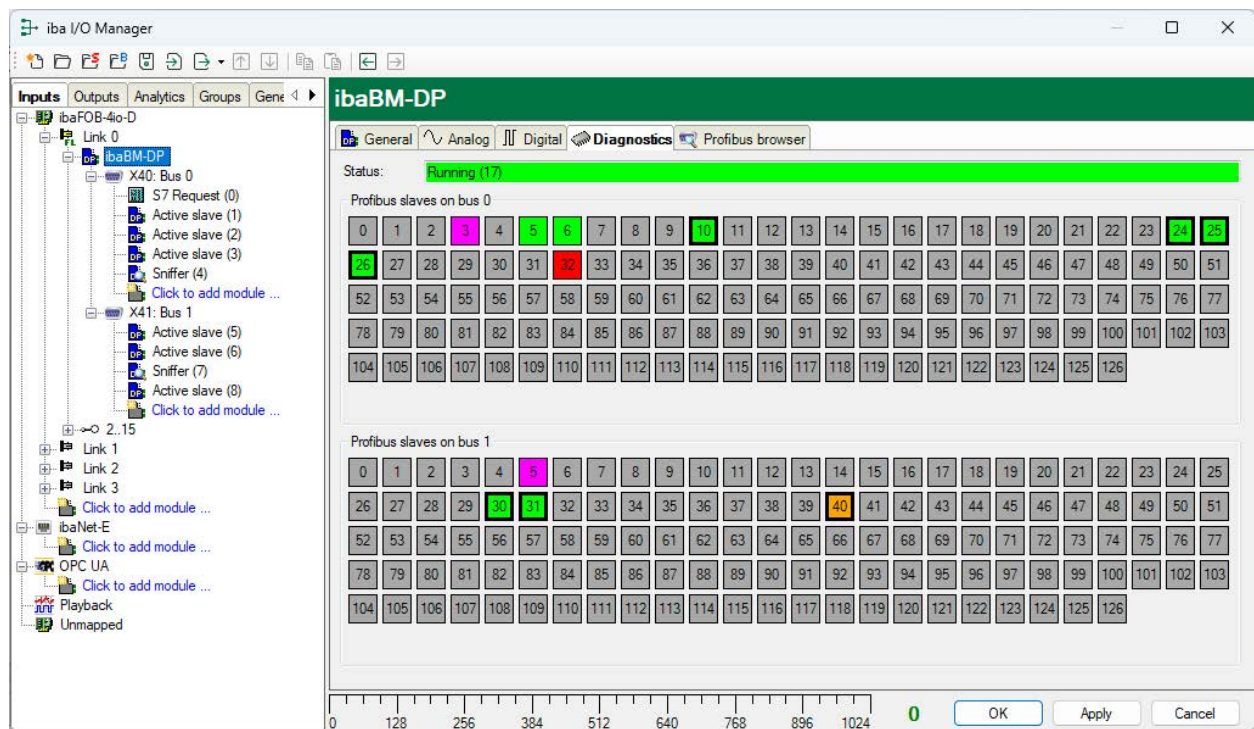 iba I/O Manager
Inputs Outputs Analytics Groups Gene
ibaFOB-4io-D
Link 0
ibaBM-DP
X40: Bus 0
S7 Request (0)
Active slave (1)
Active slave (2)
Active slave (3)
Sniffer (4)
Click to add module ...
X41: Bus 1
Active slave (5)
Active slave (6)
Sniffer (7)
Active slave (8)
Click to add module ...
2..15
Link 1
Link 2
Link 3
Click to add module ...
ibaNet-E
Click to add module ...
OPC UA
Click to add module ...
Playback
Unmapped
ibaBM-DP
General Analog Digital Diagnostics Profibus browser
Status: Running (17)
Profibus slaves on bus 0
0 1 2 3 4 5 6 7 8 9 10 11 12 13 14 15 16 17 18 19 20 21 22 23 24 25
26 27 28 29 30 31 32 33 34 35 36 37 38 39 40 41 42 43 44 45 46 47 48 49 50 51
52 53 54 55 56 57 58 59 60 61 62 63 64 65 66 67 68 69 70 71 72 73 74 75 76 77
78 79 80 81 82 83 84 85 86 87 88 89 90 91 92 93 94 95 96 97 98 99 100 101 102 103
104 105 106 107 108 109 110 111 112 113 114 115 116 117 118 119 120 121 122 123 124 125 126
Profibus slaves on bus 1
0 1 2 3 4 5 6 7 8 9 10 11 12 13 14 15 16 17 18 19 20 21 22 23 24 25
26 27 28 29 30 31 32 33 34 35 36 37 38 39 40 41 42 43 44 45 46 47 48 49 50 51
52 53 54 55 56 57 58 59 60 61 62 63 64 65 66 67 68 69 70 71 72 73 74 75 76 77
78 79 80 81 82 83 84 85 86 87 88 89 90 91 92 93 94 95 96 97 98 99 100 101 102 103
104 105 106 107 108 109 110 111 112 113 114 115 116 117 118 119 120 121 122 123 124 125 126
0 128 256 384 512 640 768 896 1024 0 OK Apply Cancel